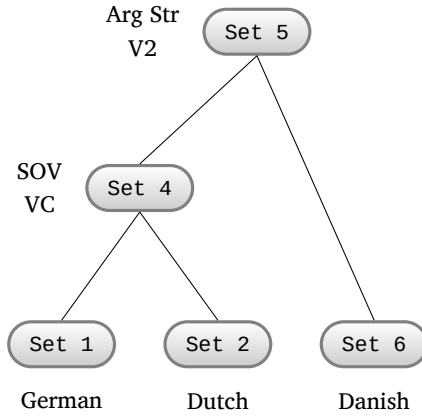 Arg Str
V2
Set 5
SOV
VC
Set 4
Set 1
Set 2
Set 6
German
Dutch
Danish